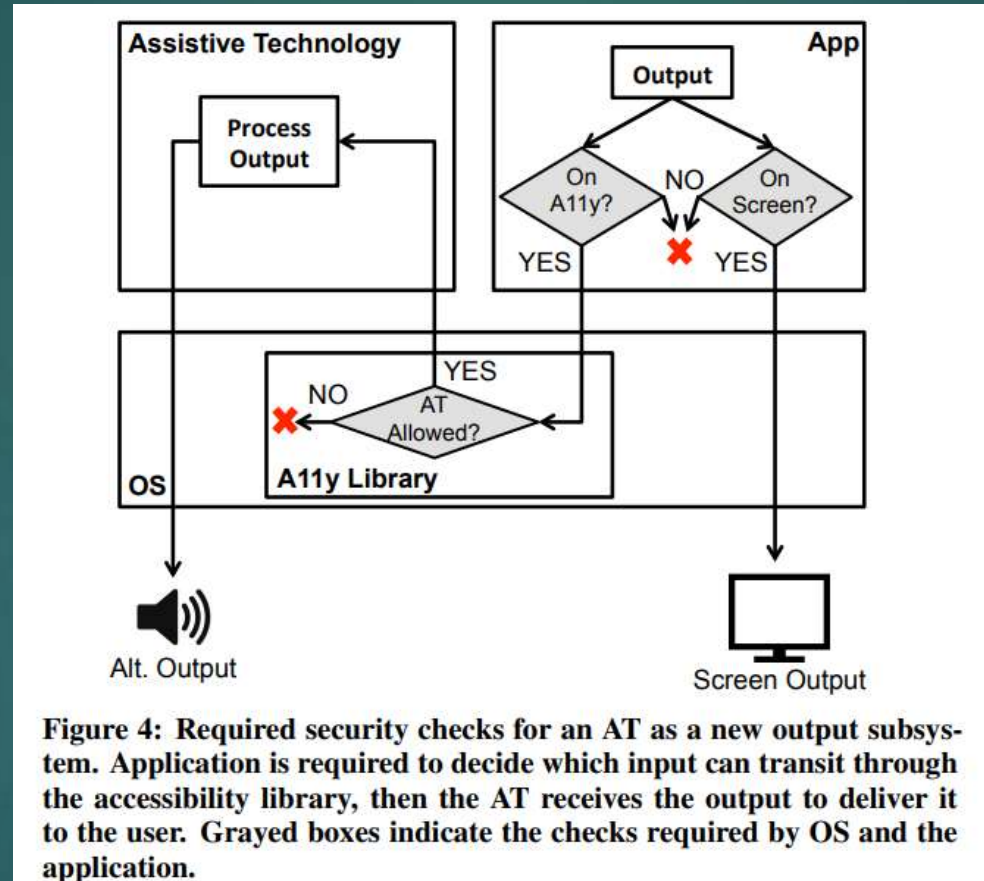 Assistive Technology
App
Output
Process
Output
On
A11y?
NO
On
Screen?
YES
YES
YES
NO
AT
Allowed?
A11y Library
OS
Alt. Output
Screen Output
Figure 4: Required security checks for an AT as a new output subsys-
tem. Application is required to decide which input can transit through
the accessibility library, then the AT receives the output to deliver it
to the user. Grayed boxes indicate the checks required by OS and the
application.